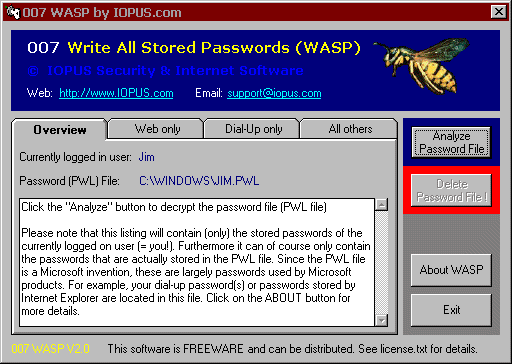 007 WASP by IOPUS.com
007 Write All Stored Passwords (WASP)
© IOPUS Security & Internet Software
Web: http://www.IOPUS.com Email: support@iopus.com
Overview Web only Dial-Up only All others
Analyze
Password File
Currently logged in user: Jim
Password (PWL) File: C:\WINDOWS\JIM.PWL
Delete
Password File !
Click the "Analyze" button to decrypt the password file (PWL file)
Please note that this listing will contain (only) the stored passwords of the
currently logged on user (= you!). Furthermore it can of course only contain
the passwords that are actually stored in the PWL file. Since the PWL file
is a Microsoft invention, these are largely passwords used by Microsoft
products. For example, your dial-up password(s) or passwords stored by
Internet Explorer are located in this file. Click on the ABOUT button for
more details.
About WASP
Exit
007 WASP V2.0 This software is FREEWARE and can be distributed. See license.txt for details.